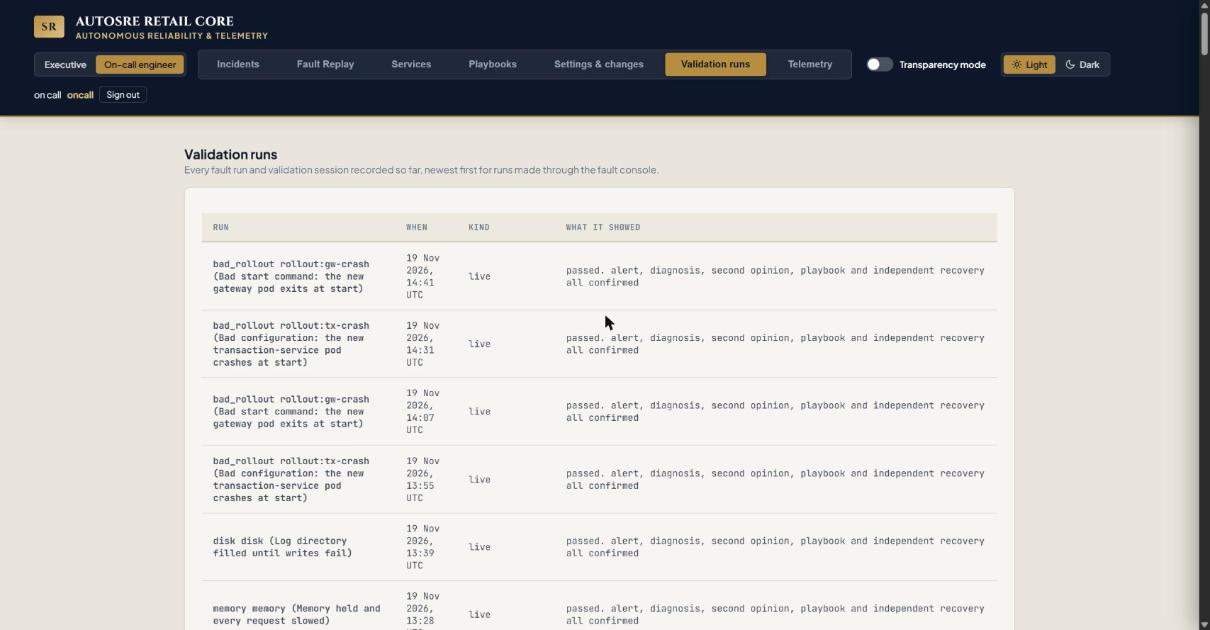 SR
AUTOSRE RETAIL CORE
AUTONOMOUS RELIABILITY & TELEMETRY
Executive
On-call engineer
Incidents
Fault Replay
Services
Playbooks
Settings & changes
Validation runs
Telemetry
Transparency mode
Light
Dark
on call oncall
Sign out
Validation runs
Every fault run and validation session recorded so far, newest first for runs made through the fault console.
RUN
WHEN
KIND
WHAT IT SHOWED
bad_rollout rollout:gw-crash
(Bad start command: the new
gateway pod exits at start)
19 Nov
2026,
14:41
UTC
live
passed. alert, diagnosis, second opinion, playbook and independent recovery
all confirmed
bad_rollout rollout:tx-crash
(Bad configuration: the new
transaction-service pod
crashes at start)
19 Nov
2026,
14:31
UTC
live
passed. alert, diagnosis, second opinion, playbook and independent recovery
all confirmed
bad_rollout rollout:gw-crash
(Bad start command: the new
gateway pod exits at start)
19 Nov
2026,
14:07
UTC
live
passed. alert, diagnosis, second opinion, playbook and independent recovery
all confirmed
bad_rollout rollout:tx-crash
(Bad configuration: the new
transaction-service pod
crashes at start)
19 Nov
2026,
13:55
UTC
live
passed. alert, diagnosis, second opinion, playbook and independent recovery
all confirmed
disk disk (Log directory
filled until writes fail)
19 Nov
2026,
13:39
UTC
live
passed. alert, diagnosis, second opinion, playbook and independent recovery
all confirmed
memory memory (Memory held and
every request slowed)
19 Nov
2026,
13:28
UTC
live
passed. alert, diagnosis, second opinion, playbook and independent recovery
all confirmed